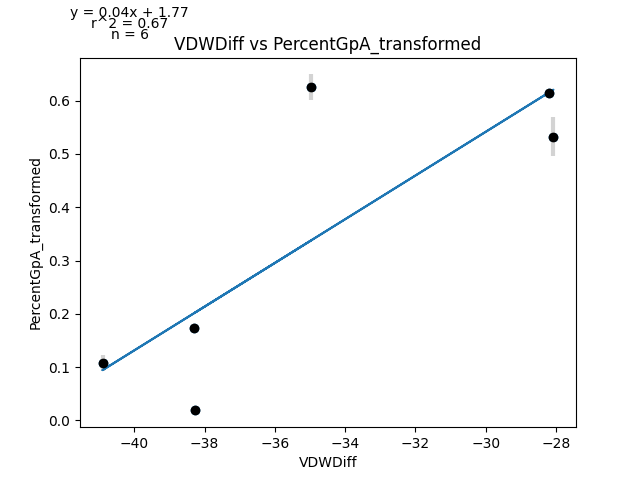 y = 0.04x + 1.77
r^2 = 0.67
n = 6
VDWDiff vs PercentGpA_transformed
PercentGpA_transformed
0.6
0.5
0.4
0.3
0.2
0.1
0.0
−40
−38
−36
−34
−32
−30
−28
VDWDiff